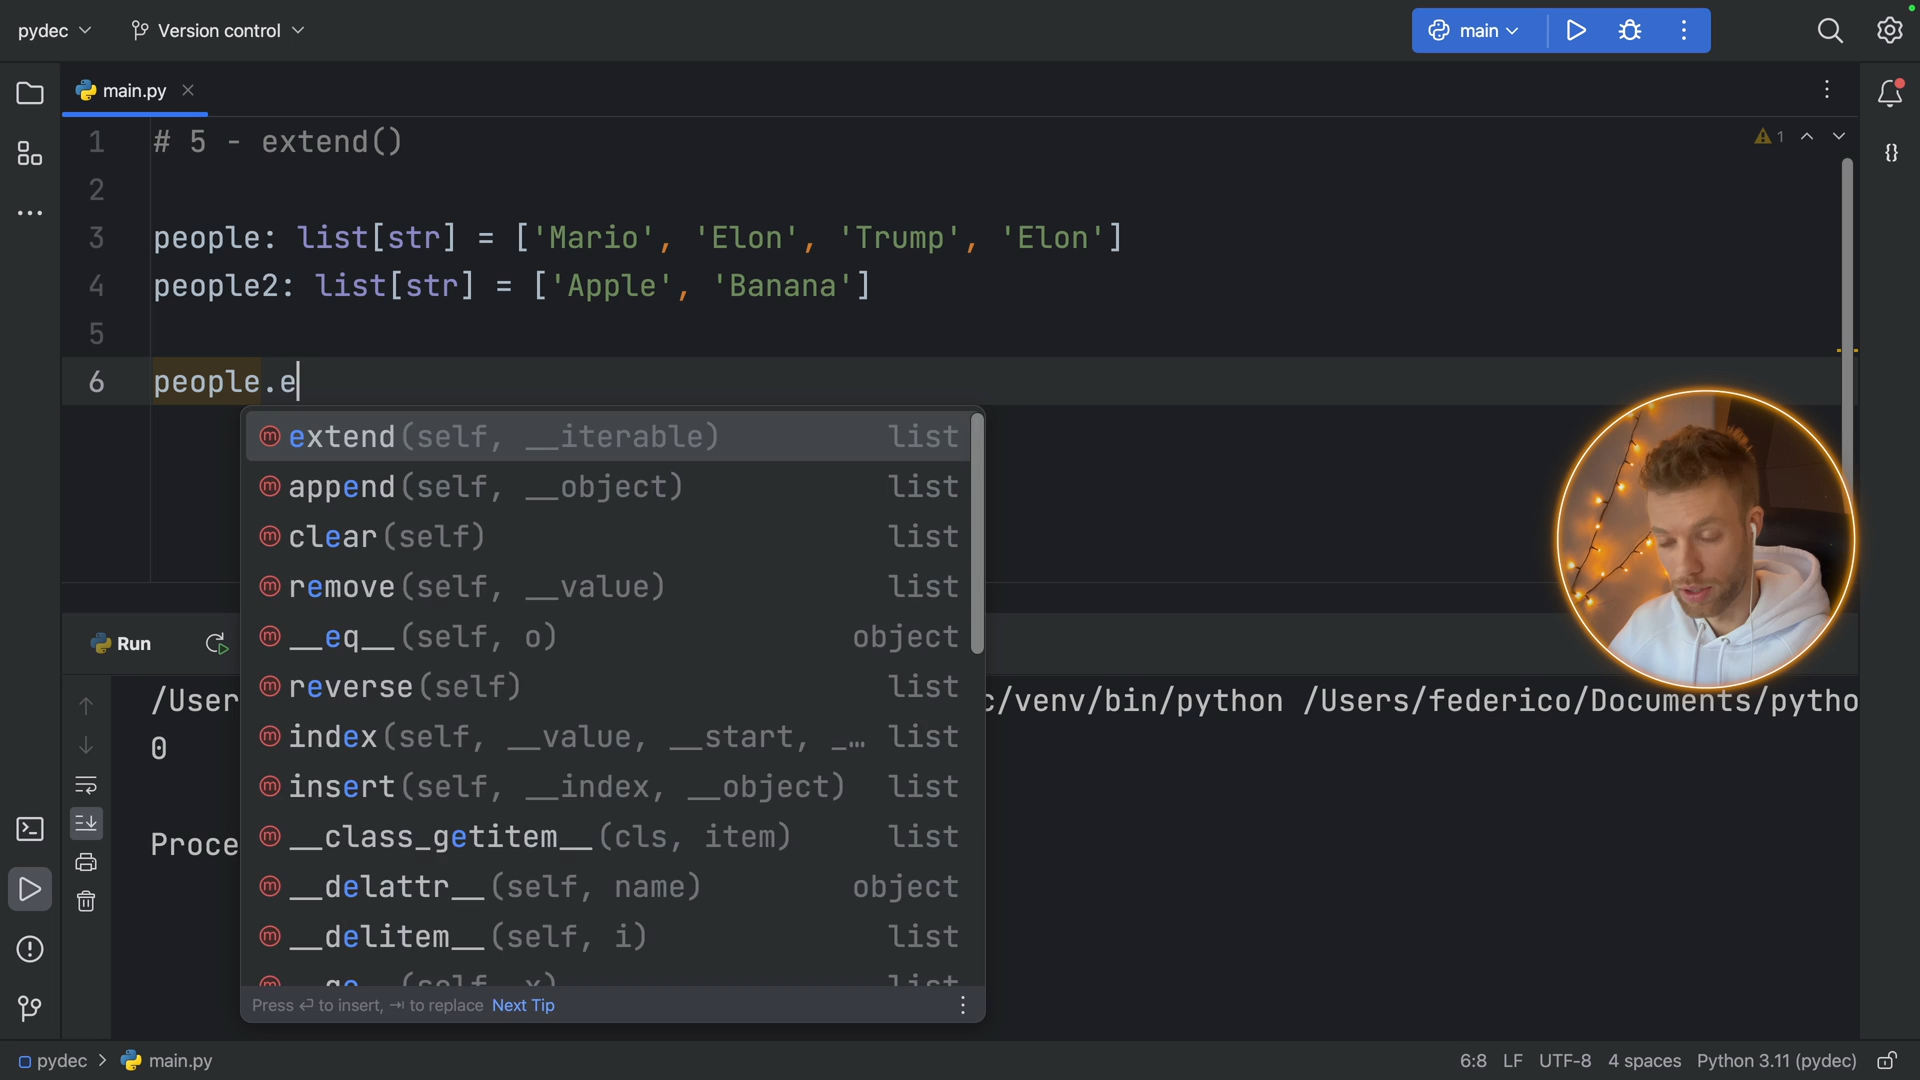 pydec
Version control
main
main.py
1 # 5 - extend()
2
3 people: list[str] = ['Mario', 'Elon', 'Trump', 'Elon']
4 people2: list[str] = ['Apple', 'Banana']
5
6 people.e
1
{}
extend(self, __iterable) list
append(self, __object) list
clear(self) list
remove(self, __value) list
__eq__(self, o) object
reverse(self) list
index(self, __value, __start, _… list
insert(self, __index, __object) list
__class_getitem__(cls, item) list
__delattr__(self, name) object
__delitem__(self, i) list
Press ⏎ to insert, ⇥ to replace Next Tip
Run
/User c/venv/bin/python /Users/federico/Documents/pytho
0
Proce
pydec > main.py
6:8 LF UTF-8 4 spaces Python 3.11 (pydec)